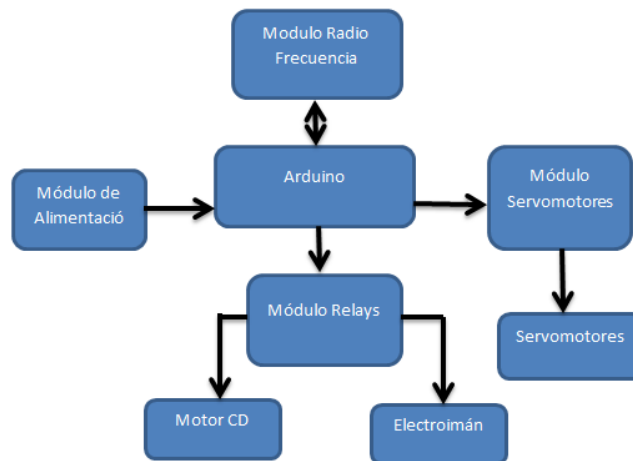 Modulo Radio
Frecuencia
Arduino
Módulo de
Alimentació
Módulo
Servomotores
Módulo Relays
Servomotores
Motor CD
Electroimán